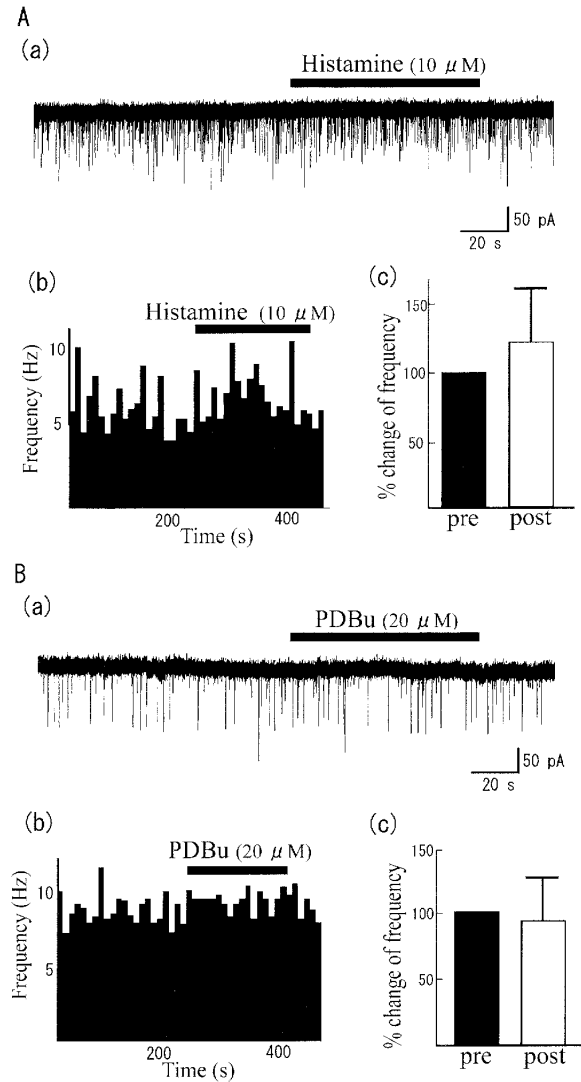 A
(a)
Histamine (10 μM)
50 pA
20 s
(b)
Histamine (10 μM)
10
5
Frequency (Hz)
200
400
Time (s)
(c)
150
100
50
% change of frequency
pre
post
B
(a)
PDBu (20 μM)
50 pA
20 s
(b)
PDBu (20 μM)
10
5
Frequency (Hz)
200
400
Time (s)
(c)
150
100
50
% change of frequency
pre
post